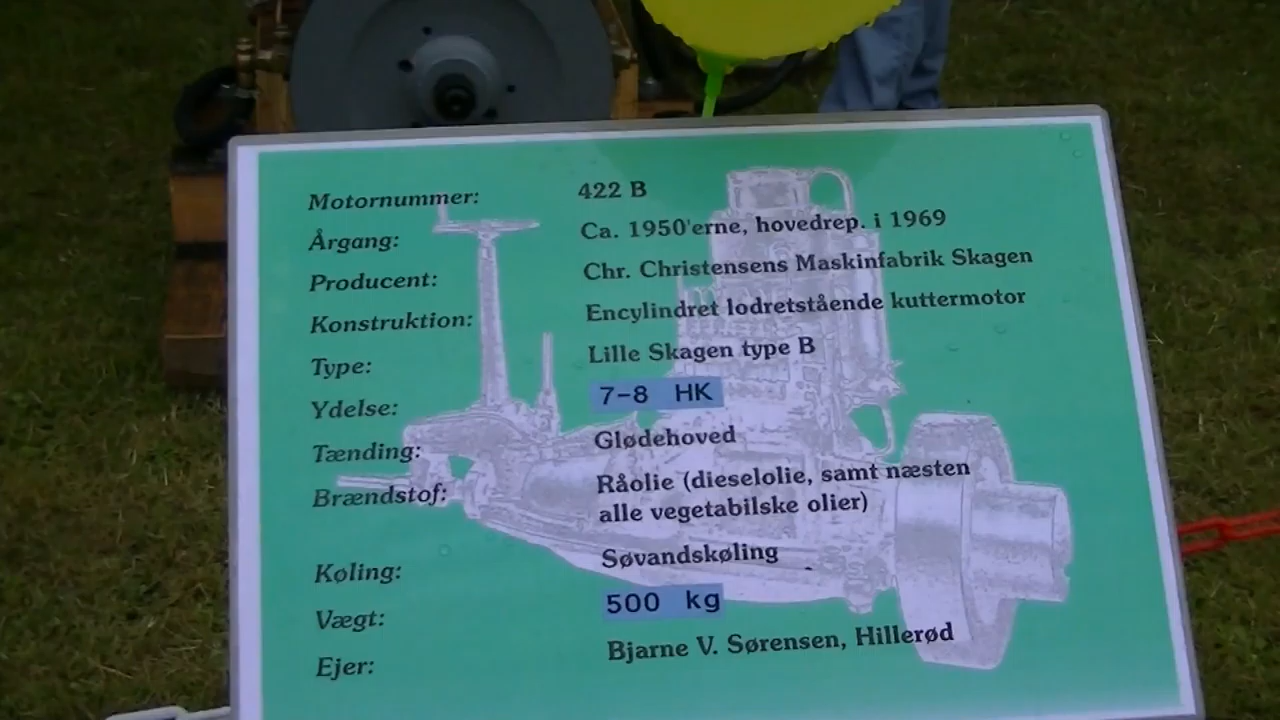 Motornummer: 422 B
Årgang: Ca. 1950'erne, hovedrep. i 1969
Producent: Chr. Christensens Maskinfabrik Skagen
Konstruktion: Encylindret lodretstående kuttermotor
Type: Lille Skagen type B
Ydelse: 7-8 HK
Tænding: Glødehoved
Brændstof: Råolie (dieselolie, samt næsten
alle vegetabilske olier)
Køling: Søvandskøling
Vægt: 500 kg
Ejer: Bjarne V. Sørensen, Hillerød